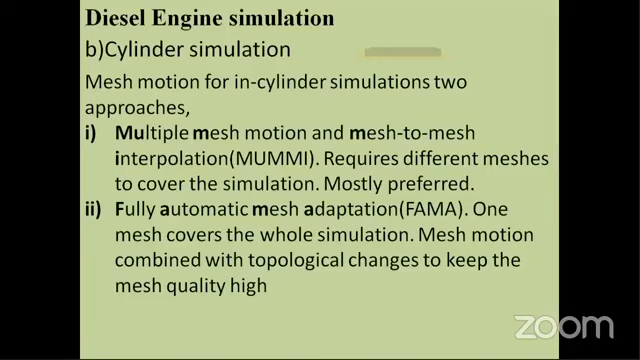 Diesel Engine simulation
b)Cylinder simulation
Mesh motion for in-cylinder simulations two
approaches,
i) Multiple mesh motion and mesh-to-mesh
interpolation(MUMMI). Requires different meshes
to cover the simulation. Mostly preferred.
ii) Fully automatic mesh adaptation(FAMA). One
mesh covers the whole simulation. Mesh motion
combined with topological changes to keep the
mesh quality high
zoom